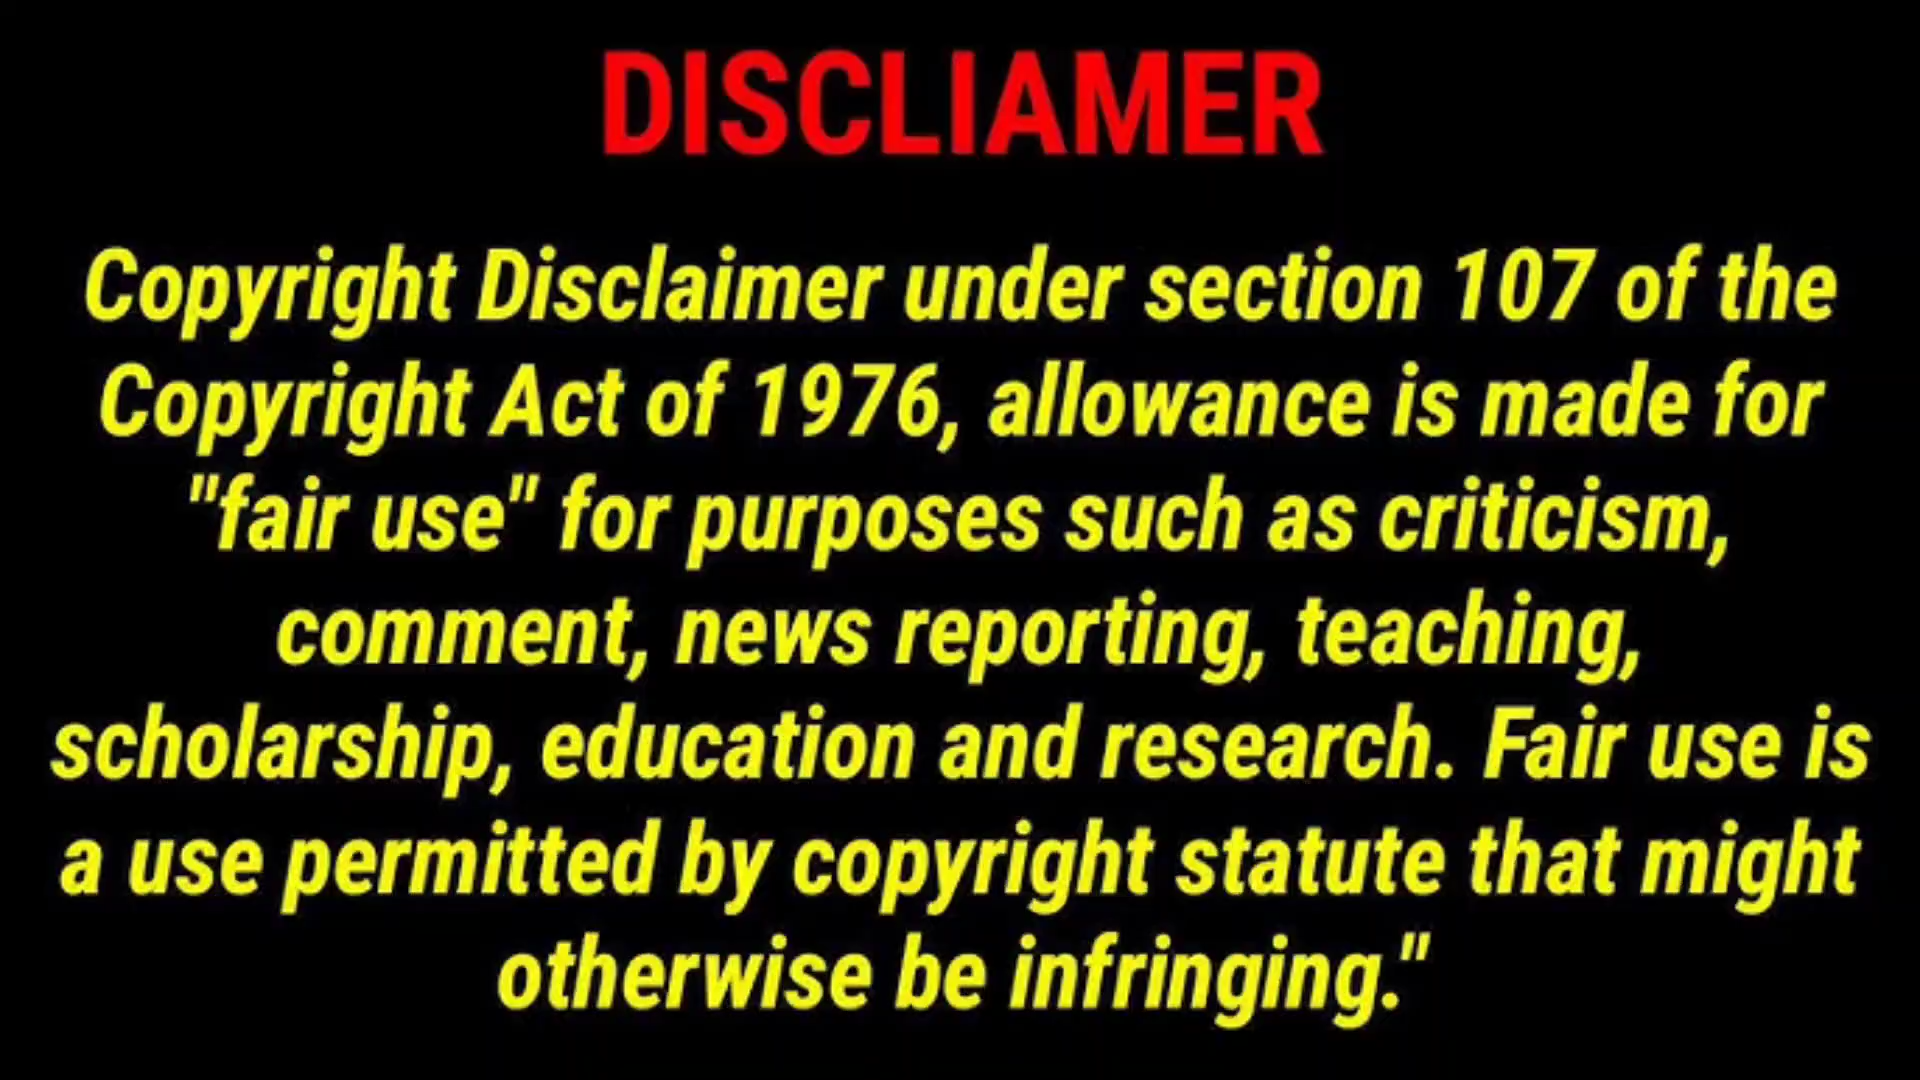 DISCLIAMER
Copyright Disclaimer under section 107 of the
Copyright Act of 1976, allowance is made for
"fair use" for purposes such as criticism,
comment, news reporting, teaching,
scholarship, education and research. Fair use is
a use permitted by copyright statute that might
otherwise be infringing."